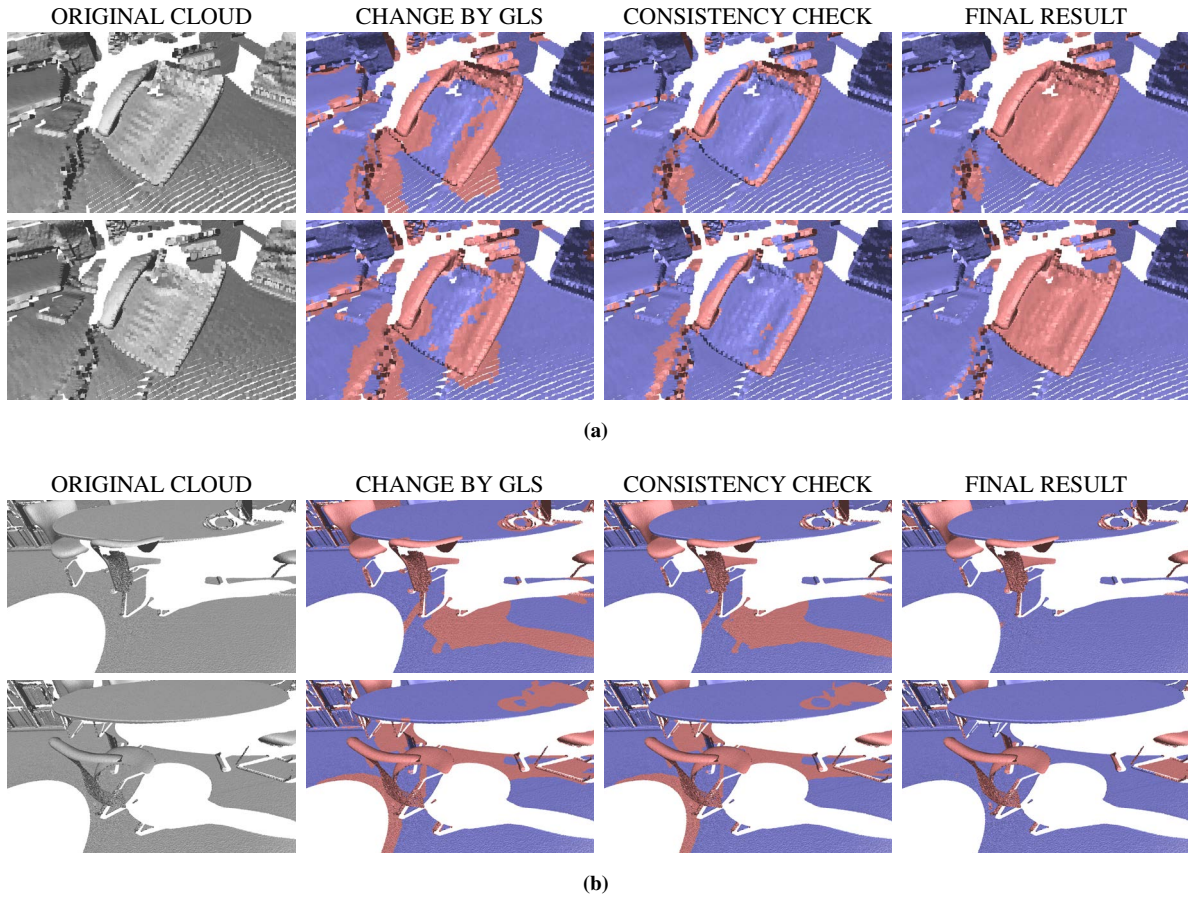 ORIGINAL CLOUD CHANGE BY GLS CONSISTENCY CHECK FINAL RESULT
(a)
ORIGINAL CLOUD CHANGE BY GLS CONSISTENCY CHECK FINAL RESULT
(b)